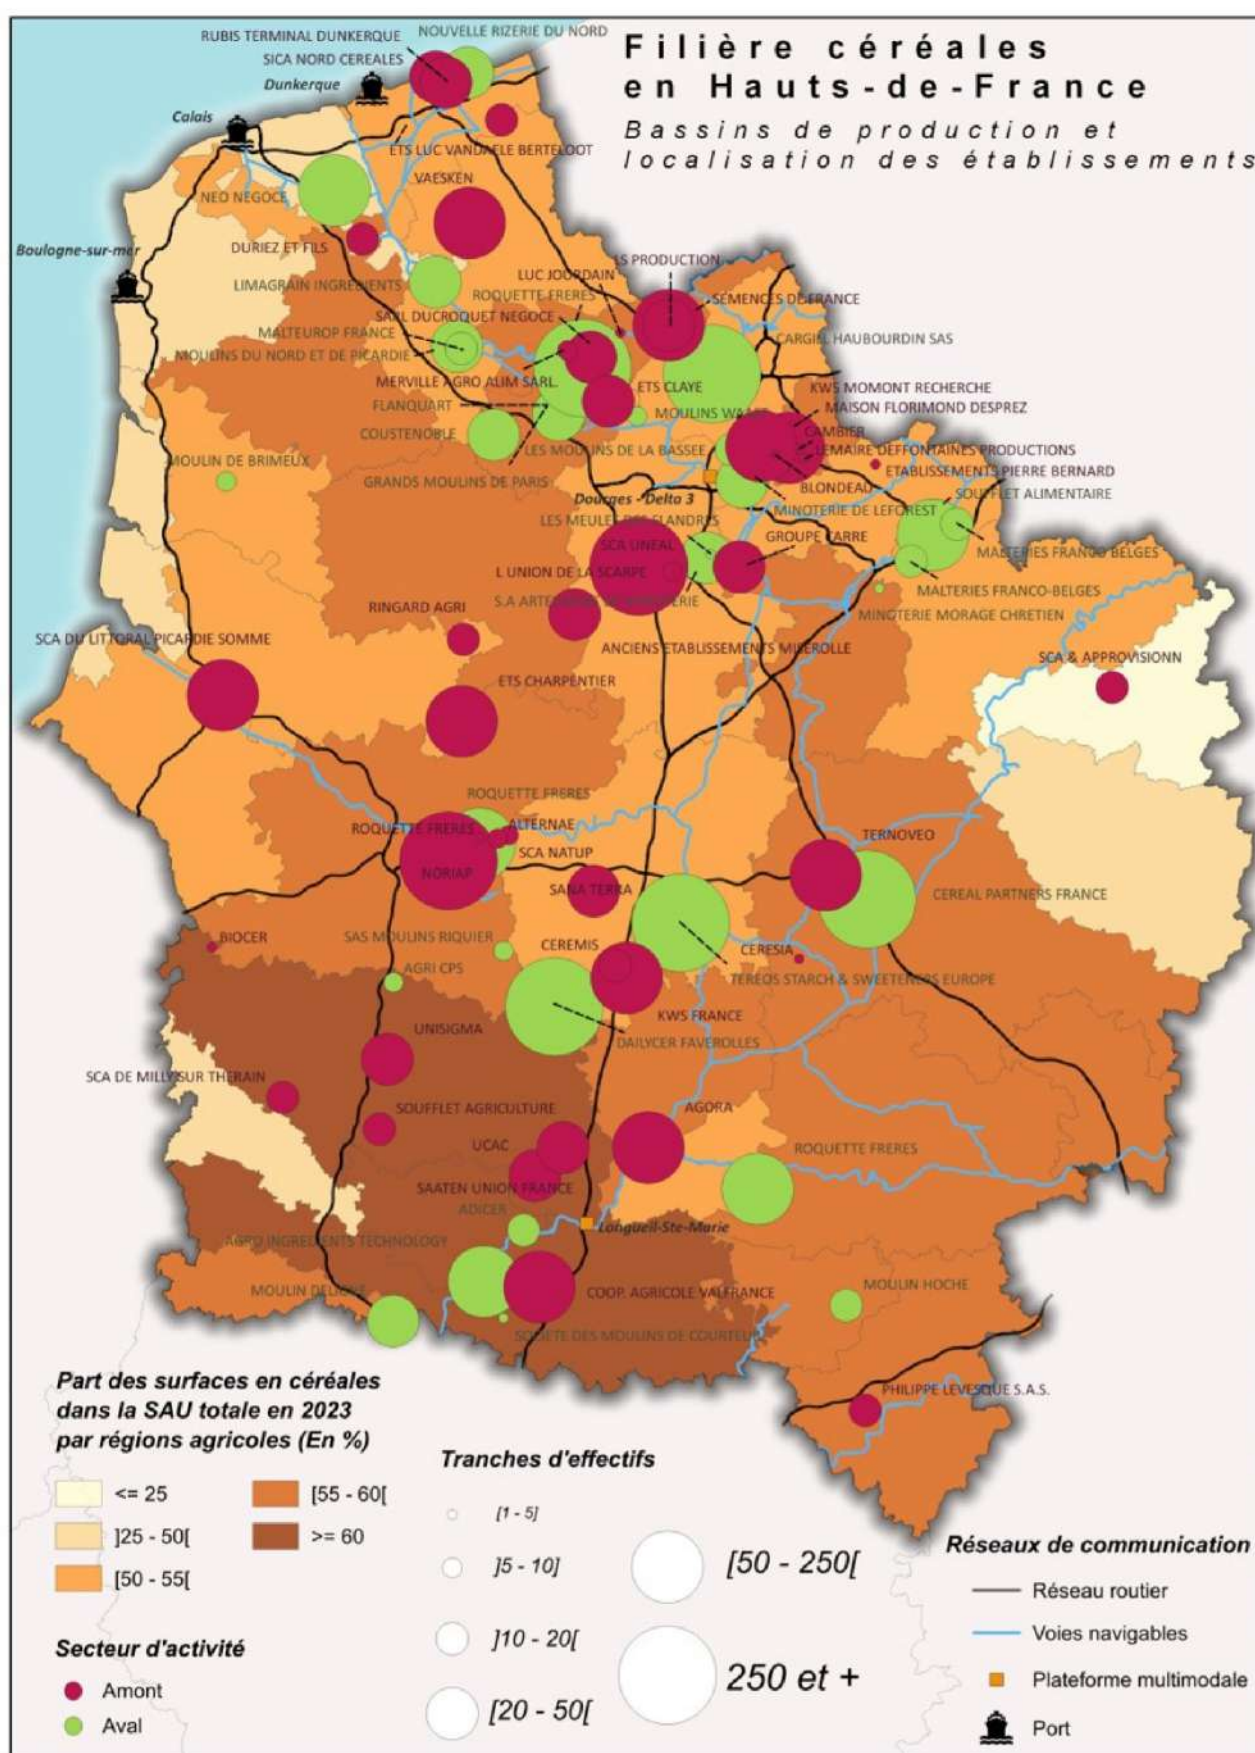 Filière céréales
en Hauts-de-France
Bassins de production et
localisation des établissements
NOUVELLE RIZERIE DU NORD
RUBIS TERMINAL DUNKERQUE
SICA NORD CEREALES
Dunkerque
Calais
ETS LUC VANDAELE BERTELOOT
VAESKEN
NEO NEGOCE
DURIEZ ET FILS
Boulogne-sur-mer
LS PRODUCTION
LUC JOURDAIN
LIMAGRAIN INGREDIENTS
ROQUETTE FRERES
SEMENCES DE FRANCE
SARL DUCROQUET NEGOCE
MALTEUROP FRANCE
CARGILL HAUBOURDIN SAS
MOULINS DU NORD ET DE PICARDIE
MERVILLE AGRO ALIM SARL.
ETS CLAYE
KWS MOMONT RECHERCHE
FLANQUART
MAISON FLORIMOND DESPREZ
MOULINS WAAST
COUSTENOBLE
CAMBIER
LES MOULINS DE LA BASSEE
LEMAIRE DEFFONTAINES PRODUCTIONS
MOULIN DE BRIMEUX
ETABLISSEMENTS PIERRE BERNARD
GRANDS MOULINS DE PARIS
BLONDEAU
SOUFFLET ALIMENTAIRE
Dourges - Delta 3
MINOTERIE DE LEFOREST
LES MEULES DES FLANDRES
GROUPE CARRE
SCA UNEAL
MALTERIES FRANCO BELGES
L UNION DE LA SCARPE
MALTERIES FRANCO-BELGES
S.A
RINGARD AGRI
MINOTERIE MORAGE CHRETIEN
SCA DU LITTORAL PICARDIE SOMME
ANCIENS ETABLISSEMENTS MISEROLLE
SCA & APPROVISIONN
ETS CHARPENTIER
ROQUETTE FRERES
ROQUETTE FRERES
ALTERNAE
TERNOVEO
SCA NATUP
NORIAP
SANA TERRA
CEREAL PARTNERS FRANCE
BIOCER
SAS MOULINS RIQUIER
CEREMIS
CERESIA
AGRI CPS
TEREOS STARCH & SWEETENERS EUROPE
KWS FRANCE
UNISIGMA
DAILYCER FAVEROLLES
SCA DE MILLY SUR THERAIN
SOUFFLET AGRICULTURE
AGORA
UCAC
ROQUETTE FRERES
SAATEN UNION FRANCE
ADICER
Longueil-Ste-Marie
AGRO INGREDIENTS TECHNOLOGY
MOULIN DELIGNE
COOP. AGRICOLE VALFRANCE
MOULIN HOCHE
SOCIETE DES MOULINS DE COURTEUIL
PHILIPPE LEVESQUE S.A.S.
Part des surfaces en céréales
dans la SAU totale en 2023
par régions agricoles (En %)
<= 25
]25 - 50[
[50 - 55[
[55 - 60[
>= 60
Secteur d'activité
Amont
Aval
Tranches d'effectifs
[1 - 5]
]5 - 10]
]10 - 20[
[20 - 50[
[50 - 250[
250 et +
Réseaux de communication
Réseau routier
Voies navigables
Plateforme multimodale
Port